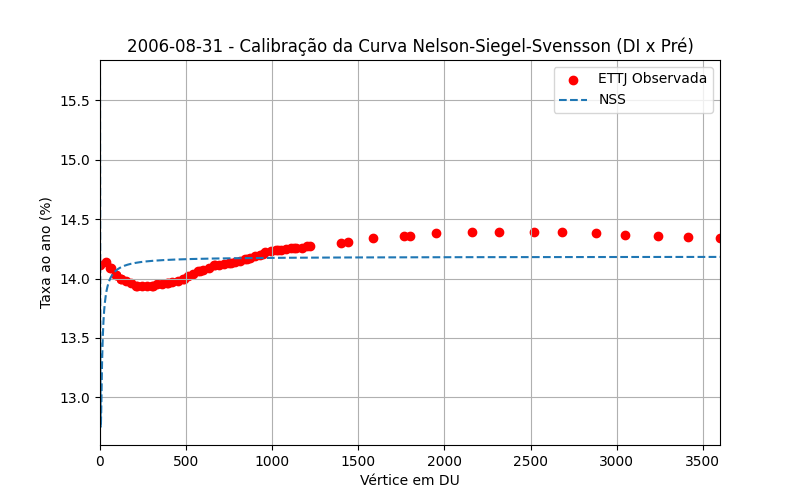 2006-08-31 - Calibração da Curva Nelson-Siegel-Svensson (DI x Pré)
ETTJ Observada
NSS
Taxa ao ano (%)
15.5
15.0
14.5
14.0
13.5
13.0
0 500 1000 1500 2000 2500 3000 3500
Vértice em DU